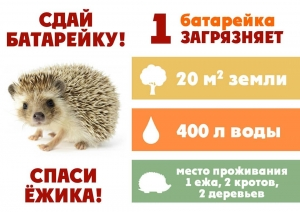 СДАЙ
БАТАРЕЙКУ!
СПАСИ
ЁЖИКА!
1 батарейка
ЗАГРЯЗНЯЕТ
20 м² земли
400 л воды
место проживания
1 ежа, 2 кротов,
2 деревьев